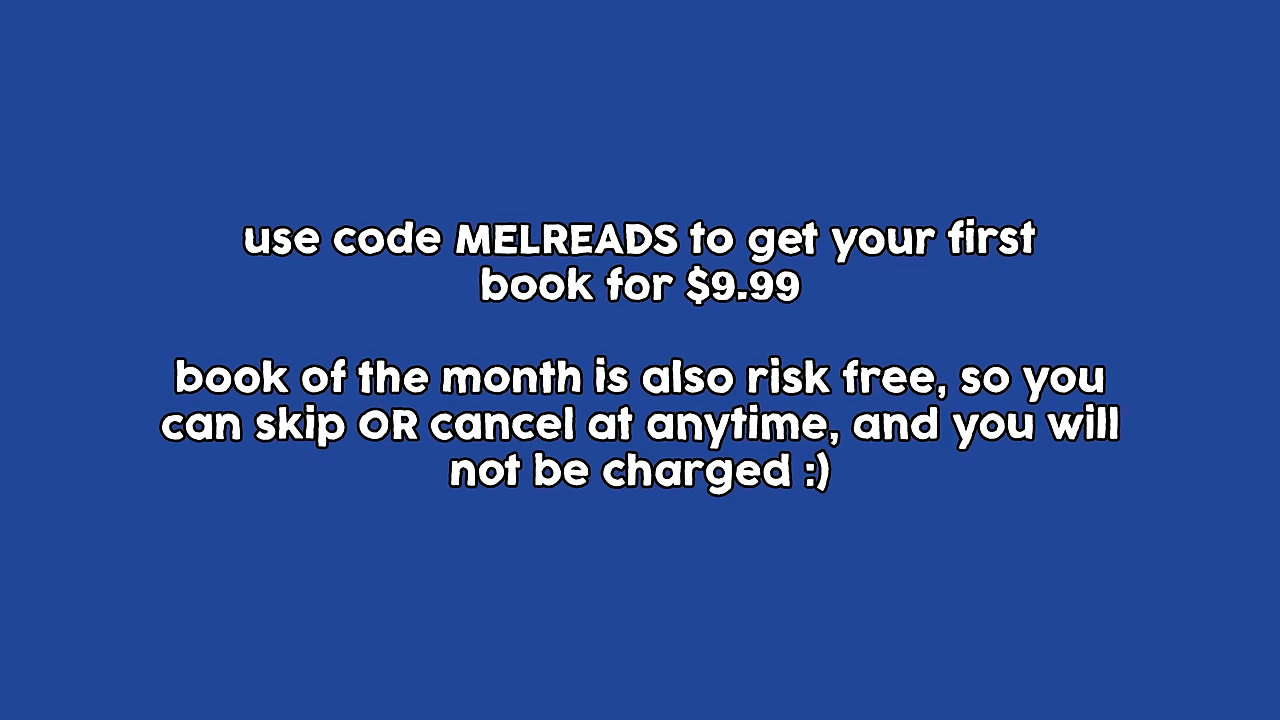 use code MELREADS to get your first
book for $9.99
book of the month is also risk free, so you
can skip OR cancel at anytime, and you will
not be charged :)